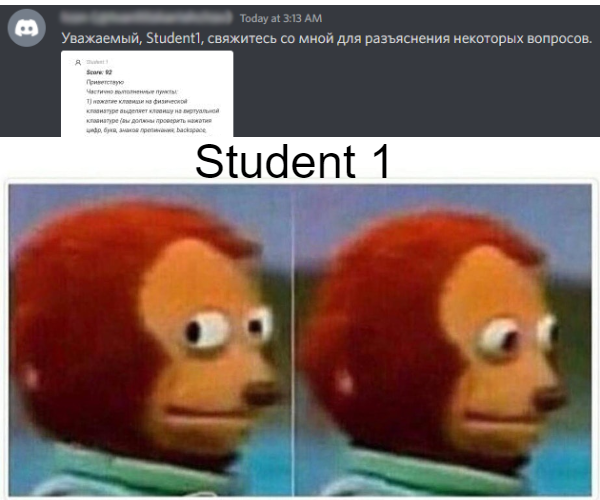 Today at 3:13 AM
Уважаемый, Student1, свяжитесь со мной для разъяснения некоторых вопросов.
Student 1
Score: 92
Приветствую
Частично выполненные пункты:
1) нажатие клавиши на физической
клавиатуре выделяет клавишу на виртуальной
клавиатуре (вы должны проверить нажатия
цифр, букв, знаков препинания, backspace,
Student 1